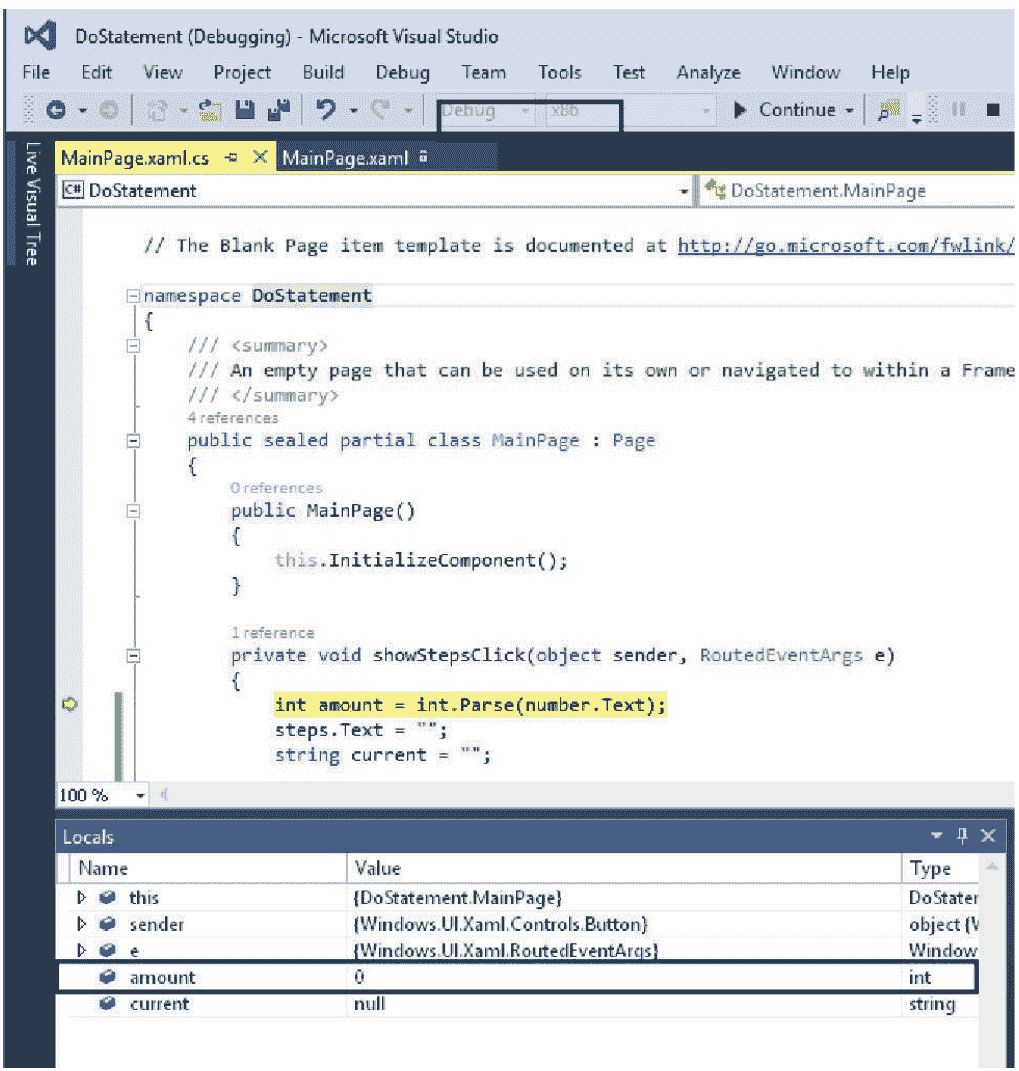 DoStatement (Debugging) - Microsoft Visual Studio
File Edit View Project Build Debug Team Tools Test Analyze Window Help
Debug x86 Continue
Live Visual Tree
MainPage.xaml.cs MainPage.xaml
C# DoStatement DoStatement.MainPage
// The Blank Page item template is documented at http://go.microsoft.com/fwlink/
namespace DoStatement
{
/// <summary>
/// An empty page that can be used on its own or navigated to within a Frame
/// </summary>
4 references
public sealed partial class MainPage : Page
{
0 references
public MainPage()
{
this.InitializeComponent();
}
1 reference
private void showStepsClick(object sender, RoutedEventArgs e)
{
int amount = int.Parse(number.Text);
steps.Text = "";
string current = "";
100 %
Locals
Name Value Type
this {DoStatement.MainPage} DoStater
sender {Windows.UI.Xaml.Controls.Button} object {W
e {Windows.UI.Xaml.RoutedEventArgs} Window
amount 0 int
current null string